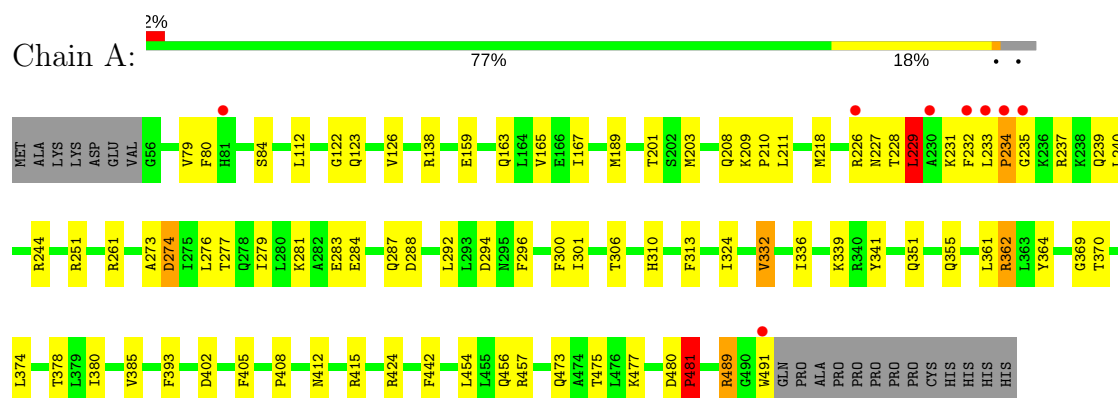 2%
Chain A:
77% 18% • •
MET ALA LYS LYS ASP GLU VAL G56 V79 F80 H81 S84 L112 G122 Q123 V126 R138 E159 Q163 L164 V165 E166 I167 M189 T201 S202 M203 Q208 K209 P210 L211 M218 R226 N227 T228 L229 A230 K231 F232 L233 P234 G235 K236 R237 K238 Q239 L240
R244 R251 R261 A273 D274 I275 L276 T277 Q278 I279 L280 K281 A282 E283 E284 Q287 D288 L292 L293 D294 N295 F296 F300 I301 T306 H310 F313 I324 V332 I336 K339 R340 Y341 Q351 Q355 L361 R362 L363 Y364 G369 T370
L374 T378 L379 I380 V385 F393 D402 F405 P408 N412 R415 R424 F442 L454 L455 Q456 R457 Q473 A474 T475 L476 K477 D480 P481 R489 G490 W491 GLN PRO ALA PRO PRO PRO PRO PRO CYS HIS HIS HIS HIS